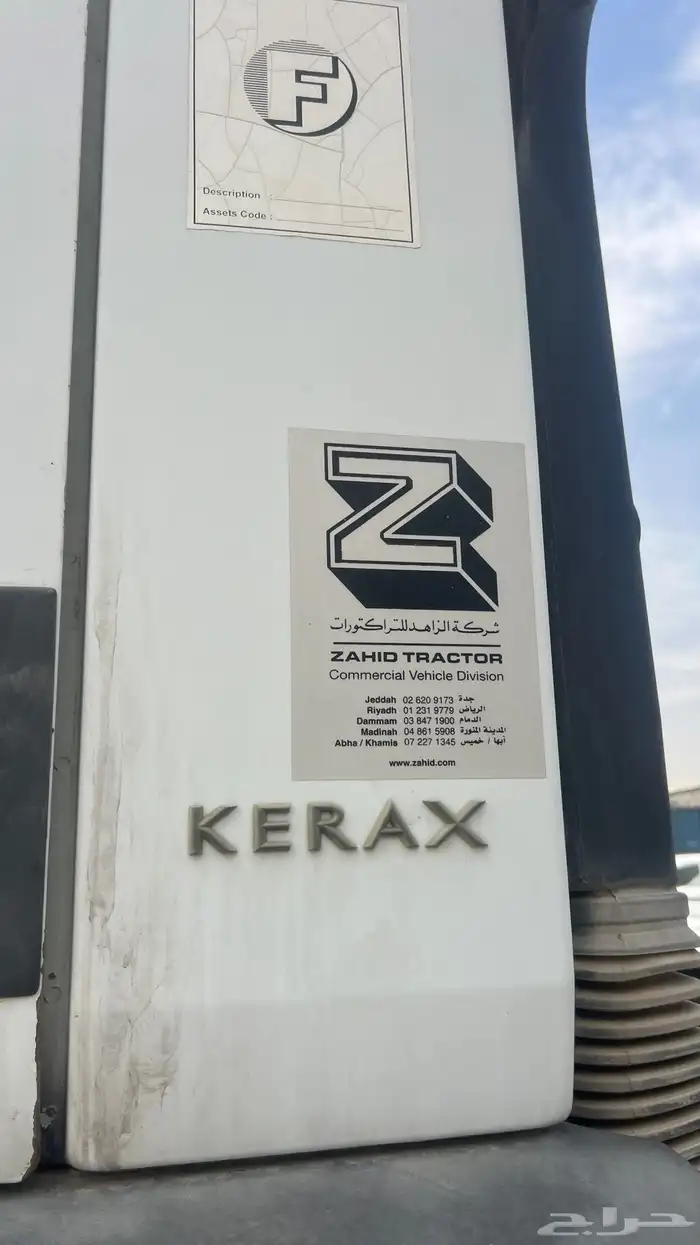 F
Description :
Assets Code :
Z
شركة الزاهد للتراكتورات
ZAHID TRACTOR
Commercial Vehicle Division
Jeddah 02 620 9173 جدة
Riyadh 01 231 9779 الرياض
Dammam 03 847 1900 الدمام
Madinah 04 861 5908 المدينة المنورة
Abha / Khamis 07 227 1345 أبها / خميس
www.zahid.com
KERAX
حراج